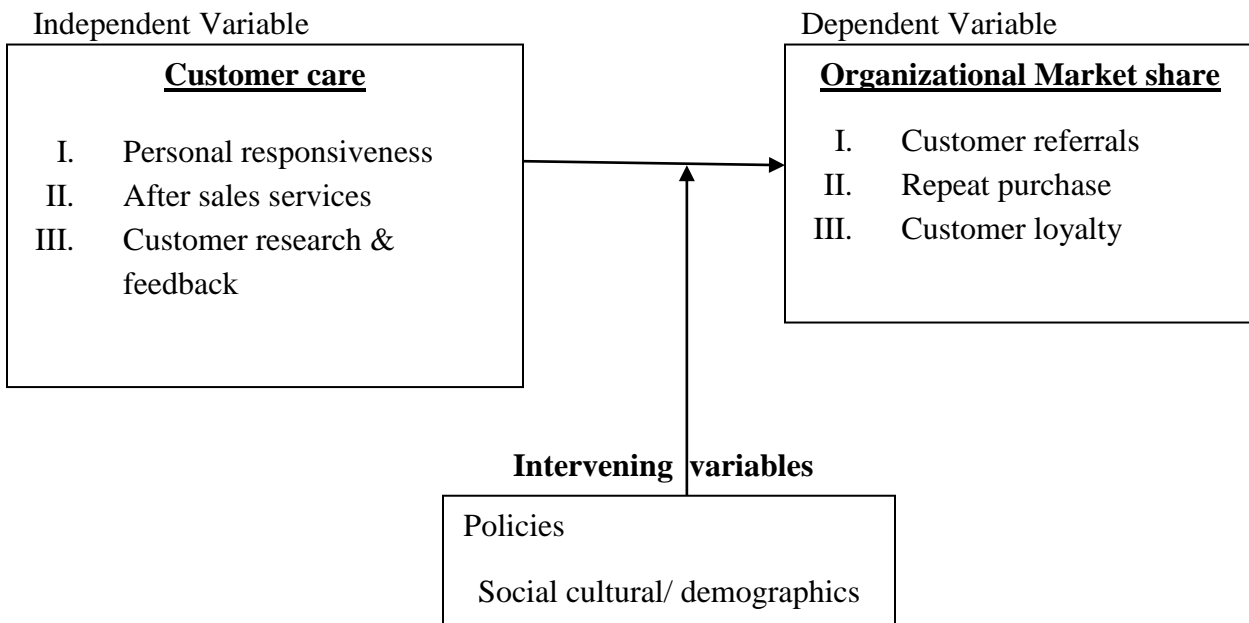 Independent Variable
Customer care
I. Personal responsiveness
II. After sales services
III. Customer research &
feedback
Dependent Variable
Organizational Market share
I. Customer referrals
II. Repeat purchase
III. Customer loyalty
Intervening variables
Policies
Social cultural/ demographics